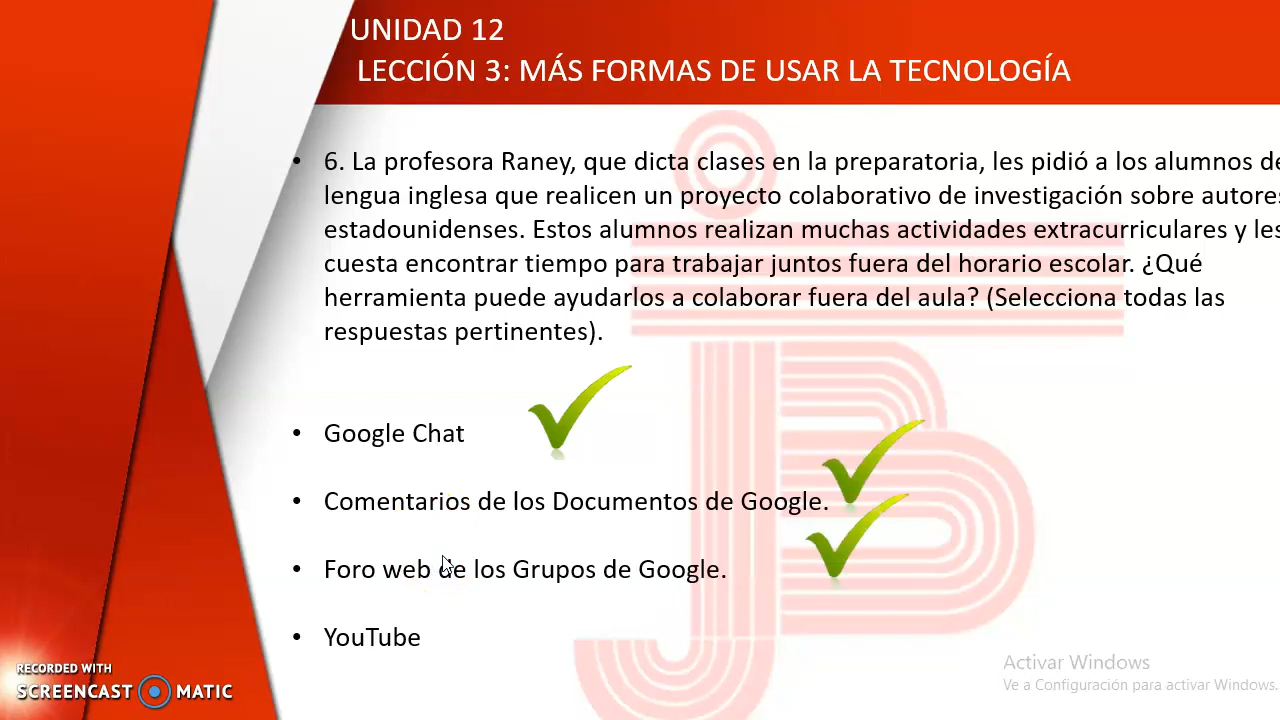 UNIDAD 12
LECCIÓN 3: MÁS FORMAS DE USAR LA TECNOLOGÍA
• 6. La profesora Raney, que dicta clases en la preparatoria, les pidió a los alumnos de
lengua inglesa que realicen un proyecto colaborativo de investigación sobre autores
estadounidenses. Estos alumnos realizan muchas actividades extracurriculares y les
cuesta encontrar tiempo para trabajar juntos fuera del horario escolar. ¿Qué
herramienta puede ayudarlos a colaborar fuera del aula? (Selecciona todas las
respuestas pertinentes).
• Google Chat
• Comentarios de los Documentos de Google.
• Foro web de los Grupos de Google.
• YouTube
RECORDED WITH
SCREENCAST MATIC
Activar Windows
Ve a Configuración para activar Windows.